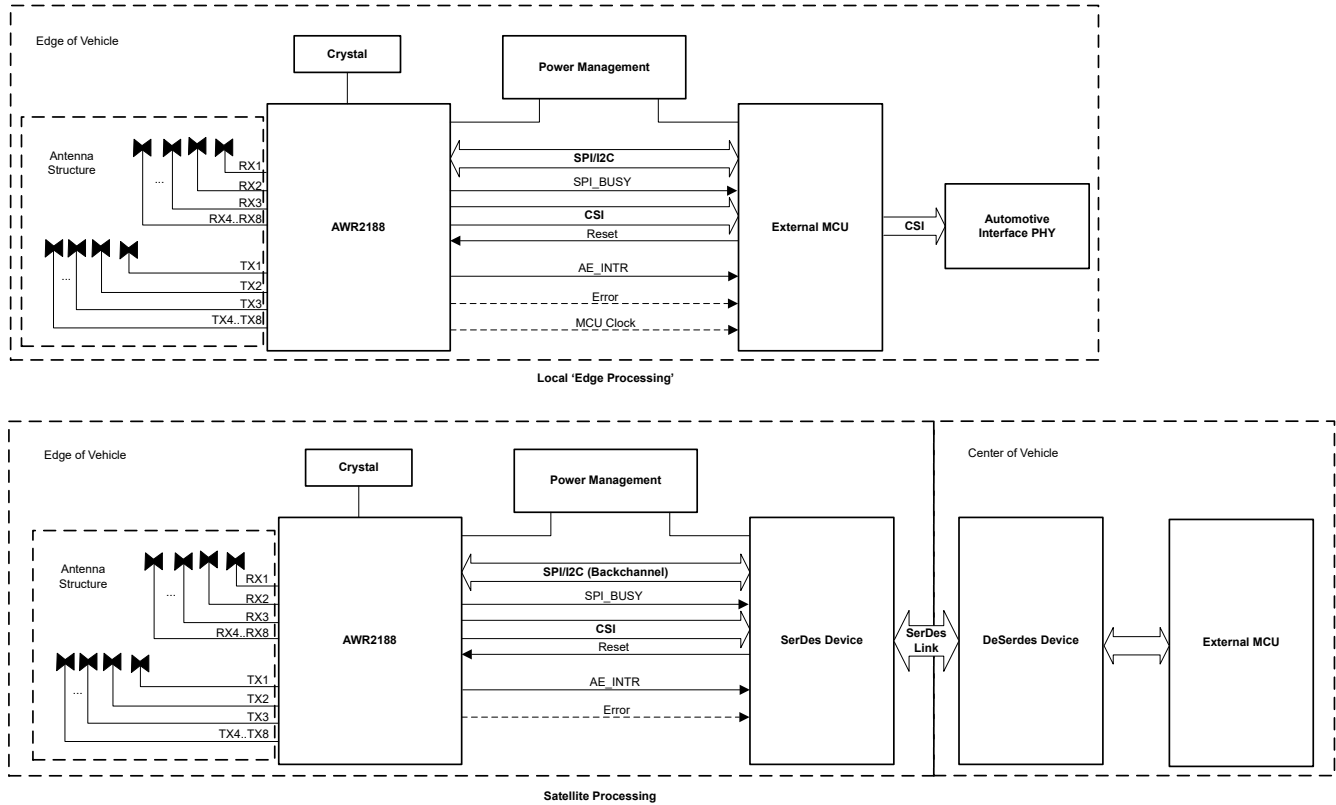 Edge of Vehicle
Crystal
Power Management
Antenna
Structure
...
RX1
RX2
RX3
RX4..RX8
...
TX1
TX2
TX3
TX4..TX8
AWR2188
SPI/I2C
SPI_BUSY
CSI
Reset
AE_INTR
Error
MCU Clock
External MCU
CSI
Automotive
Interface PHY
Local ‘Edge Processing’
Edge of Vehicle
Center of Vehicle
Crystal
Power Management
Antenna
Structure
...
RX1
RX2
RX3
RX4..RX8
...
TX1
TX2
TX3
TX4..TX8
AWR2188
SPI/I2C (Backchannel)
SPI_BUSY
CSI
Reset
AE_INTR
Error
SerDes Device
SerDes
Link
DeSerdes Device
External MCU
Satellite Processing